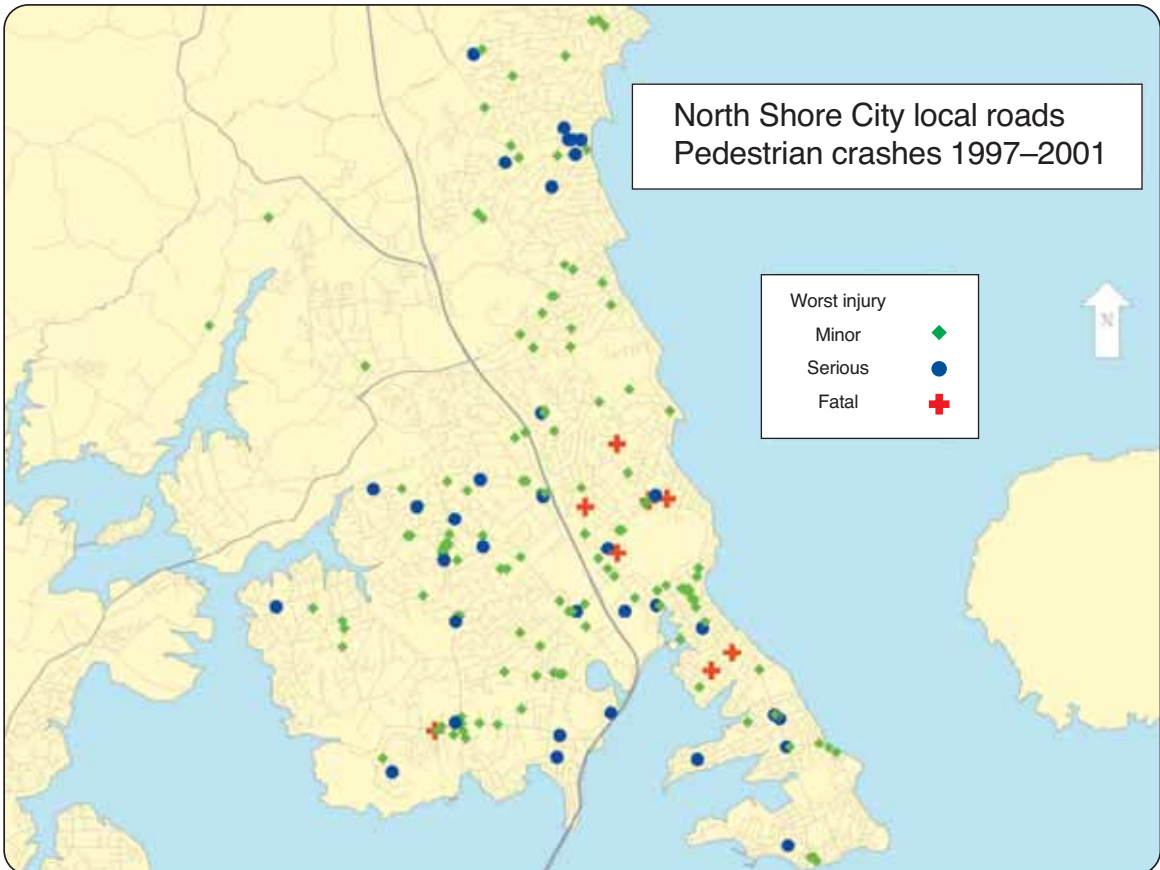 North Shore City local roads
Pedestrian crashes 1997–2001
Worst injury
Minor
Serious
Fatal
N